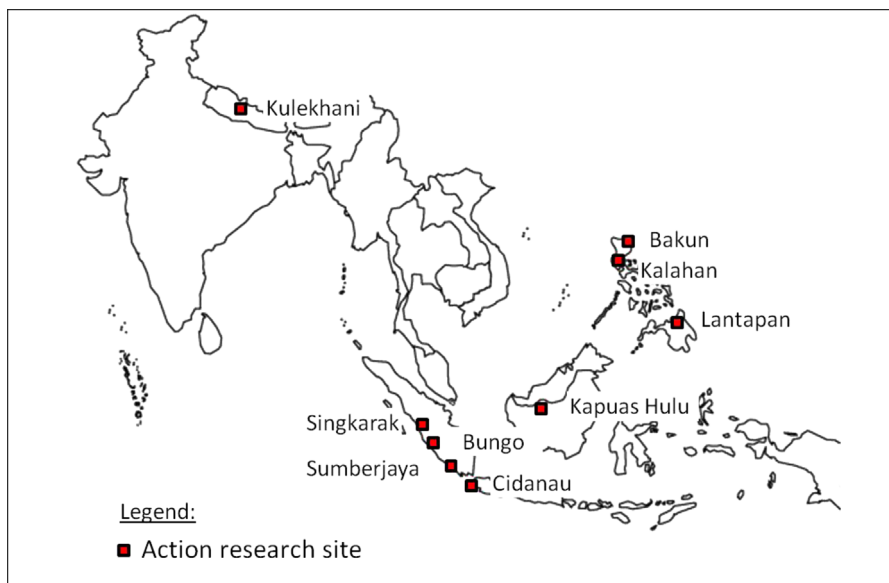 Kulekhani
Bakun
Kalahan
Lantapan
Kapuas Hulu
Singkarak
Bungo
Sumberjaya
Cidanau
Legend:
Action research site